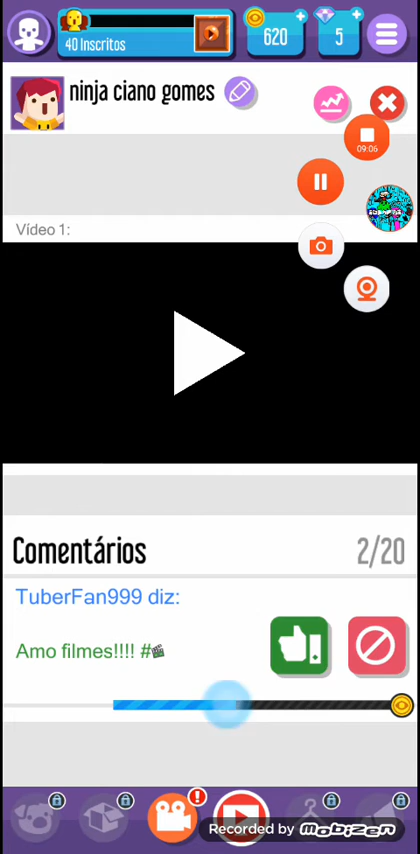 40 Inscritos
620
5
ninja ciano gomes
09:06
Vídeo 1:
Comentários
2/20
TuberFan999 diz:
Amo filmes!!!! #🎬
Recorded by mobizen